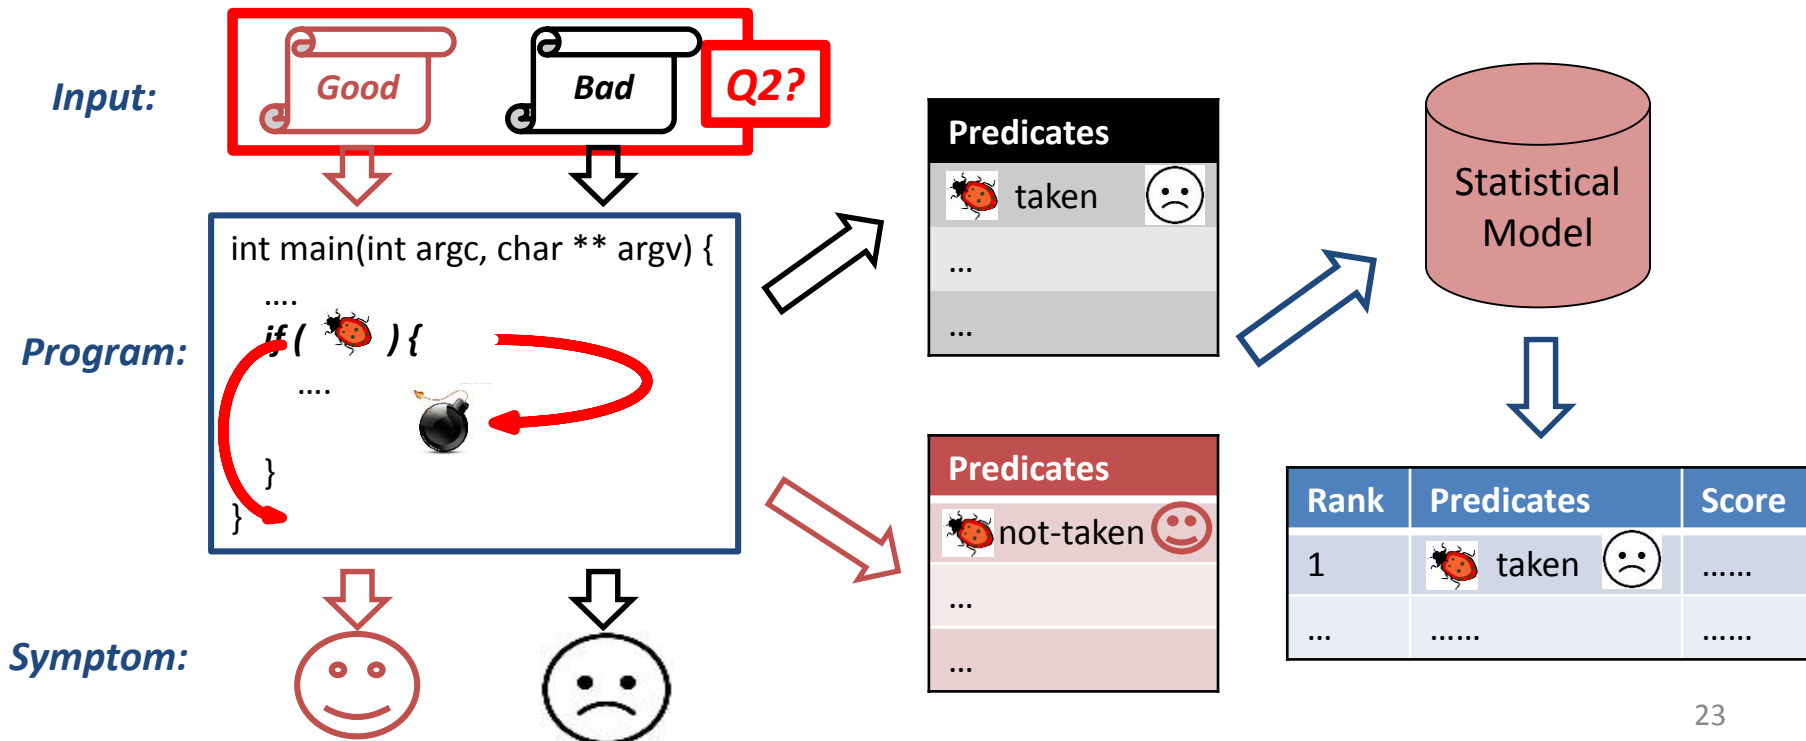 Input:
Good
Bad
Q2?
Program:
int main(int argc, char ** argv) {
....
if ( ) {
....
}
}
Symptom:
Predicates
taken
...
...
Predicates
not-taken
...
...
Statistical
Model
Rank Predicates Score
1 taken ......
... ...... ......
23